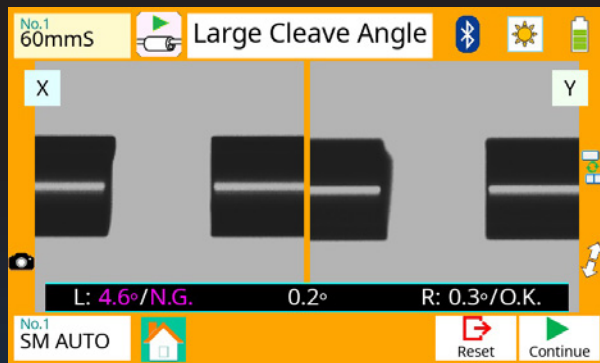 No.1
60mmS
Large Cleave Angle
X
Y
L: 4.6°/N.G.
0.2°
R: 0.3°/O.K.
No.1
SM AUTO
Reset
Continue